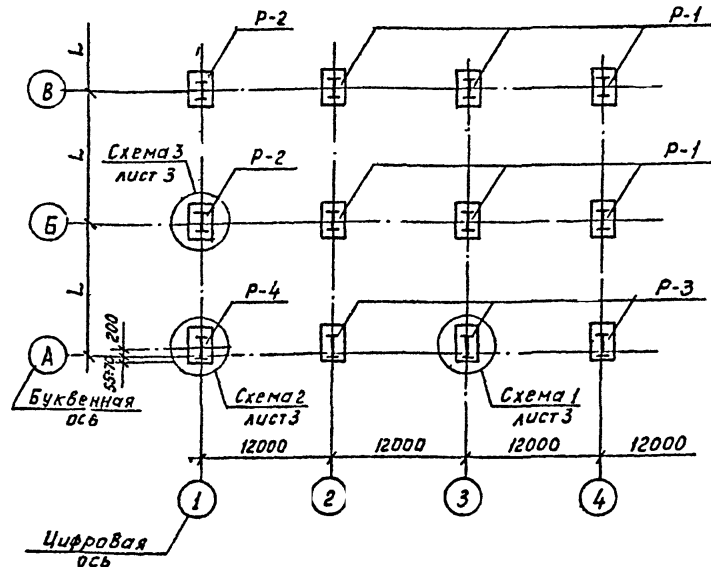 Р-2
Р-1
L
В
L
Схема 3
лист 3
Р-2
Р-1
Б
L
Р-4
Р-3
200
А
Буквенная
ось
Схема 2
лист 3
Схема 1
лист 3
12000
12000
12000
12000
1
2
3
4
Цифровая
ось